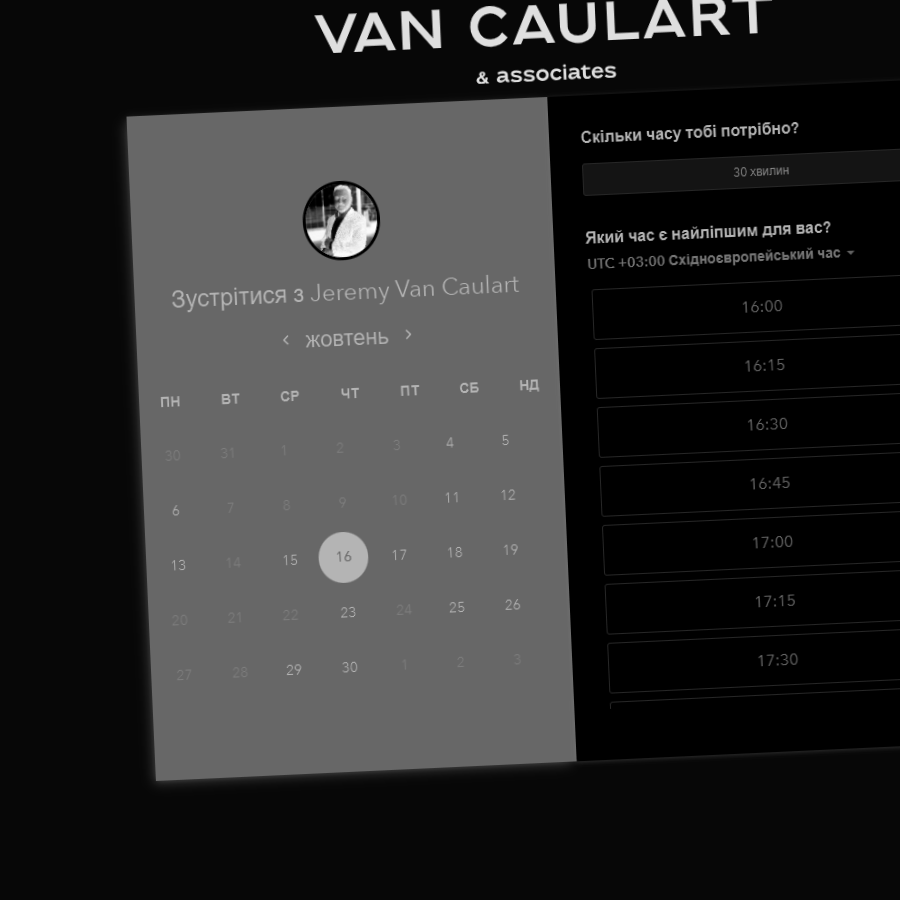 VAN CAULART
& associates
Зустрітися з Jeremy Van Caulart
жовтень
ПН ВТ СР ЧТ ПТ СБ НД
30 31 1 2 3 4 5
6 7 8 9 10 11 12
13 14 15 16 17 18 19
20 21 22 23 24 25 26
27 28 29 30 1 2 3
Скільки часу тобі потрібно?
30 хвилин
Який час є найліпшим для вас?
UTC +03:00 Східноєвропейський час
16:00
16:15
16:30
16:45
17:00
17:15
17:30